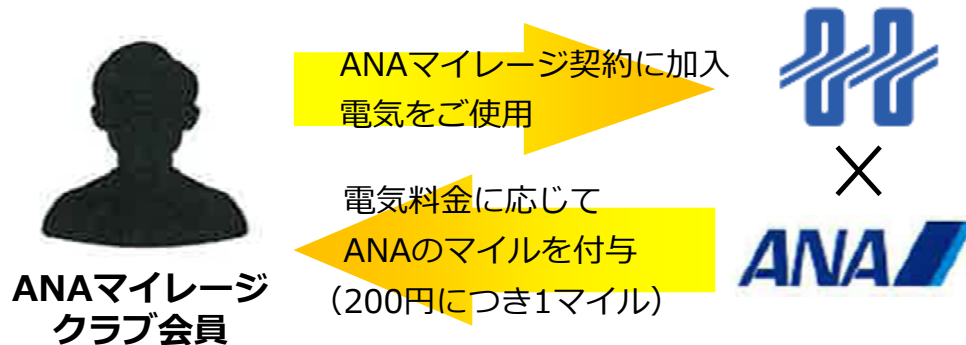 ANAマイレージ契約に加入
電気をご使用
電気料金に応じて
ANAのマイルを付与
（200円につき1マイル）
ANAマイレージ
クラブ会員
×
ANA